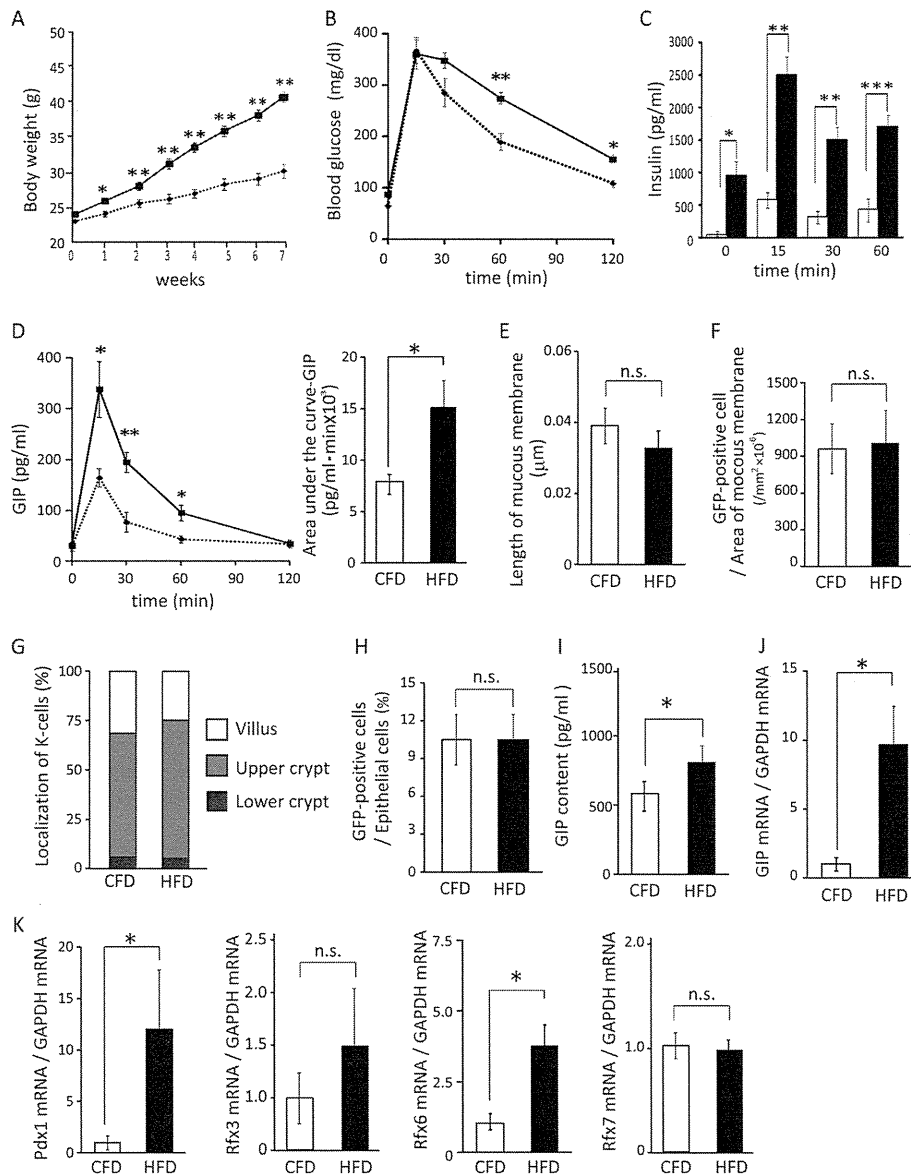 A
Body weight (g)
50
45
40
35
30
25
20
*
**
**
**
**
**
**
0 1 2 3 4 5 6 7
weeks
B
Blood glucose (mg/dl)
400
300
200
100
0
**
*
0 30 60 90 120
time (min)
C
Insulin (pg/ml)
3000
2500
2000
1500
1000
500
0
*
**
**
***
0 15 30 60
time (min)
D
GIP (pg/ml)
400
300
200
100
0
*
**
*
0 30 60 90 120
time (min)
Area under the curve-GIP
(pg/ml·min×10³)
20
15
10
5
0
*
CFD HFD
E
Length of mucous membrane
(μm)
0.06
0.04
0.02
0
n.s.
CFD HFD
F
GFP-positive cell
/ Area of mocous membrane
(/mm² ×10⁻⁶)
1500
1200
900
600
300
0
n.s.
CFD HFD
G
Localization of K-cells (%)
100
75
50
25
0
CFD HFD
Villus
Upper crypt
Lower crypt
H
GFP-positive cells
/ Epithelial cells (%)
15
12
9
6
3
0
n.s.
CFD HFD
I
GIP content (pg/ml)
1500
1000
500
0
*
CFD HFD
J
GIP mRNA / GAPDH mRNA
15
10
5
0
*
CFD HFD
K
Pdx1 mRNA / GAPDH mRNA
20
15
10
5
0
*
CFD HFD
Rfx3 mRNA / GAPDH mRNA
2.5
2.0
1.5
1.0
0
n.s.
CFD HFD
Rfx6 mRNA / GAPDH mRNA
7.5
5.0
2.5
0
*
CFD HFD
Rfx7 mRNA / GAPDH mRNA
2.0
1.0
0
n.s.
CFD HFD